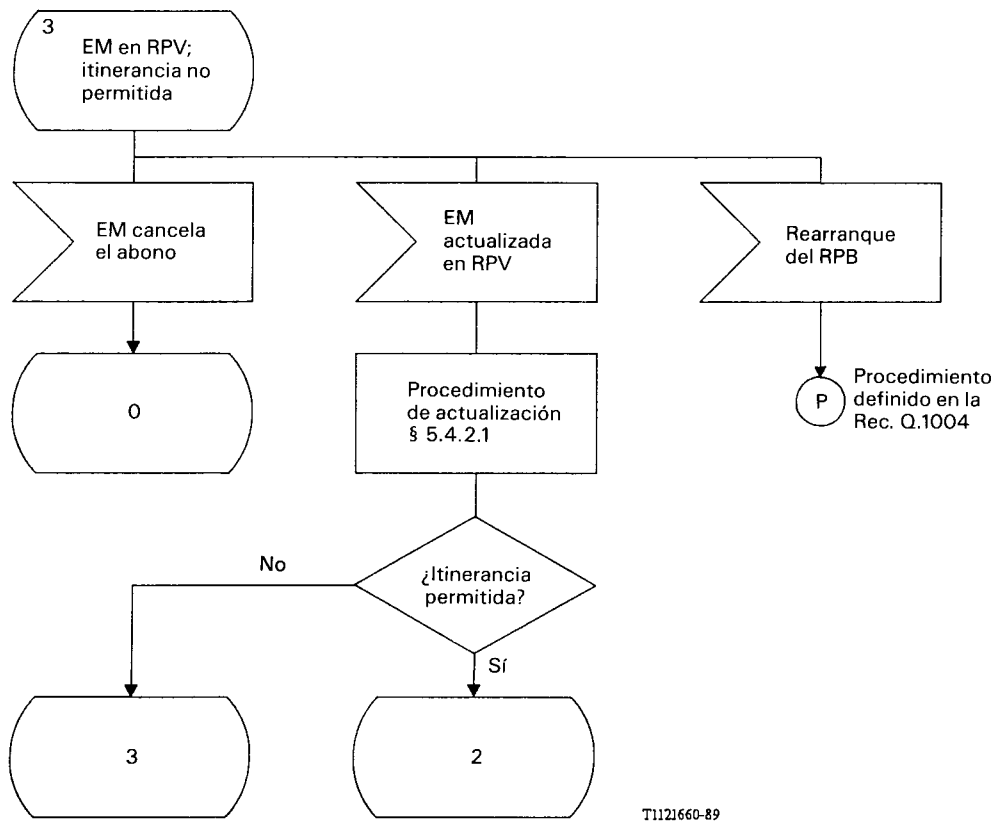 3
EM en RPV;
itinerancia no
permitida
EM cancela
el abono
EM
actualizada
en RPV
Rearranque
del RPB
0
Procedimiento
de actualización
§ 5.4.2.1
P
Procedimiento
definido en la
Rec. Q.1004
No
¿Itinerancia
permitida?
Sí
3
2
T1121660-89